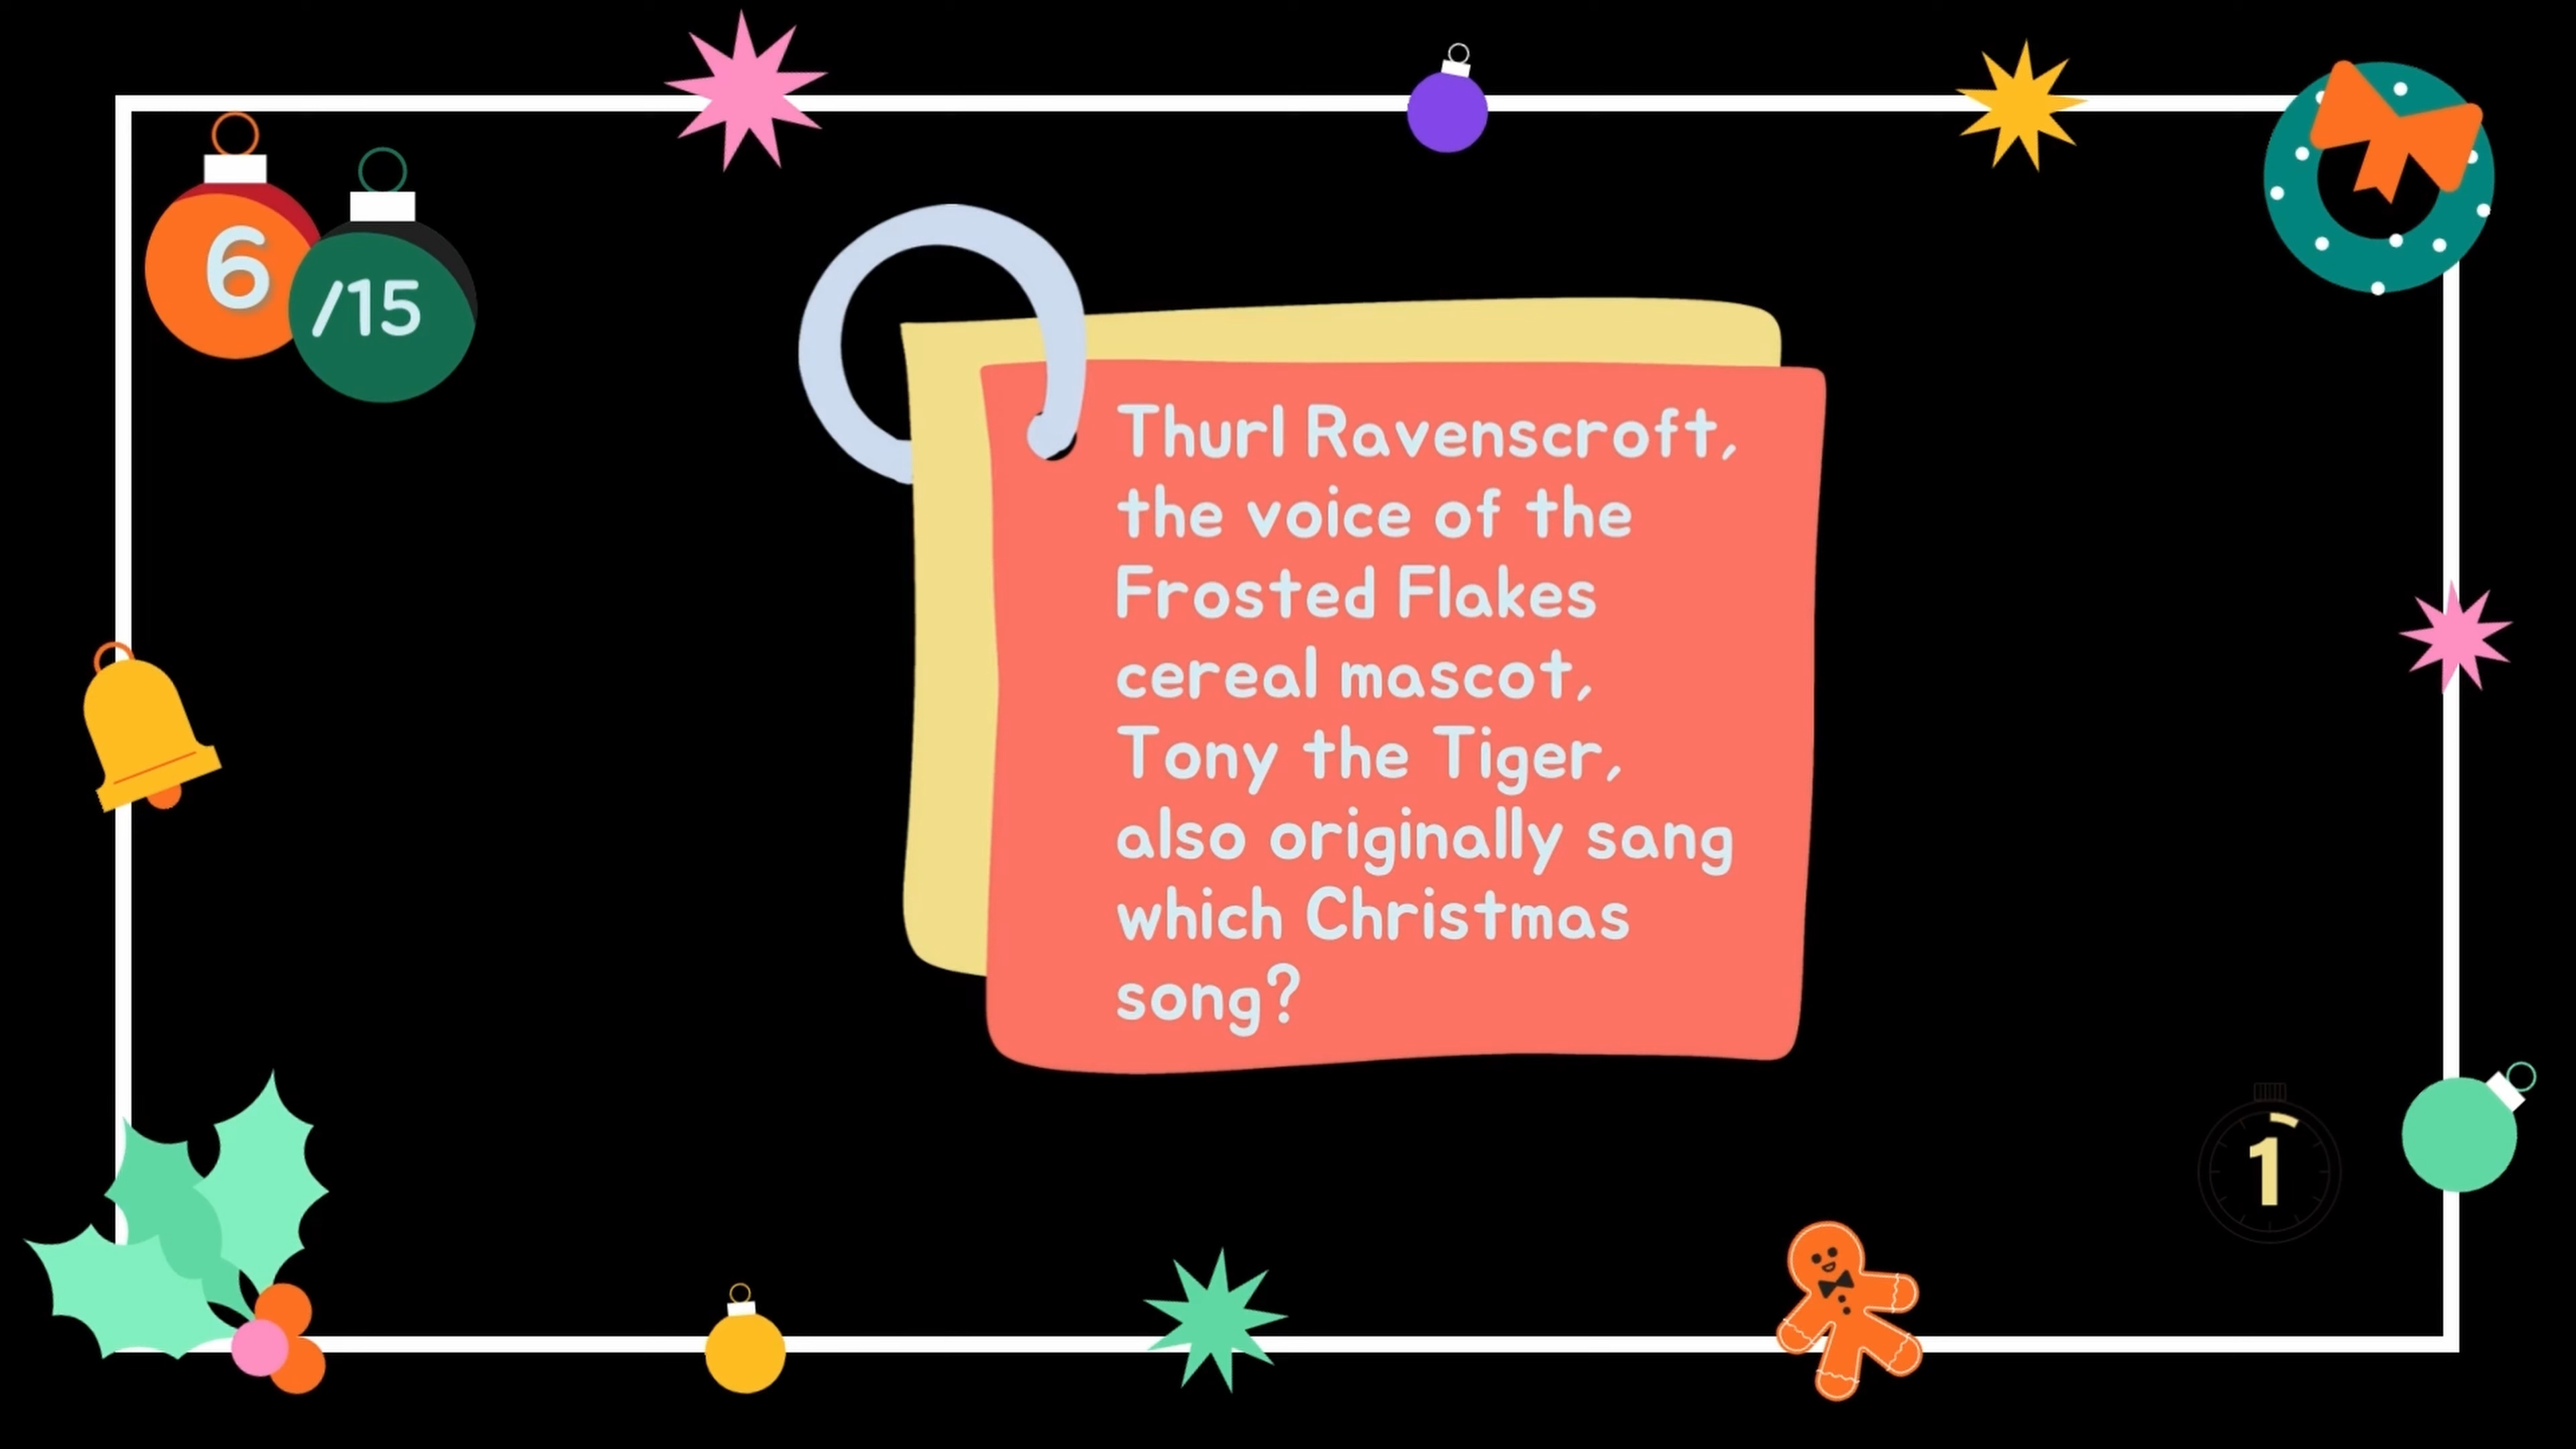 6
/15
Thurl Ravenscroft,
the voice of the
Frosted Flakes
cereal mascot,
Tony the Tiger,
also originally sang
which Christmas
song?
1